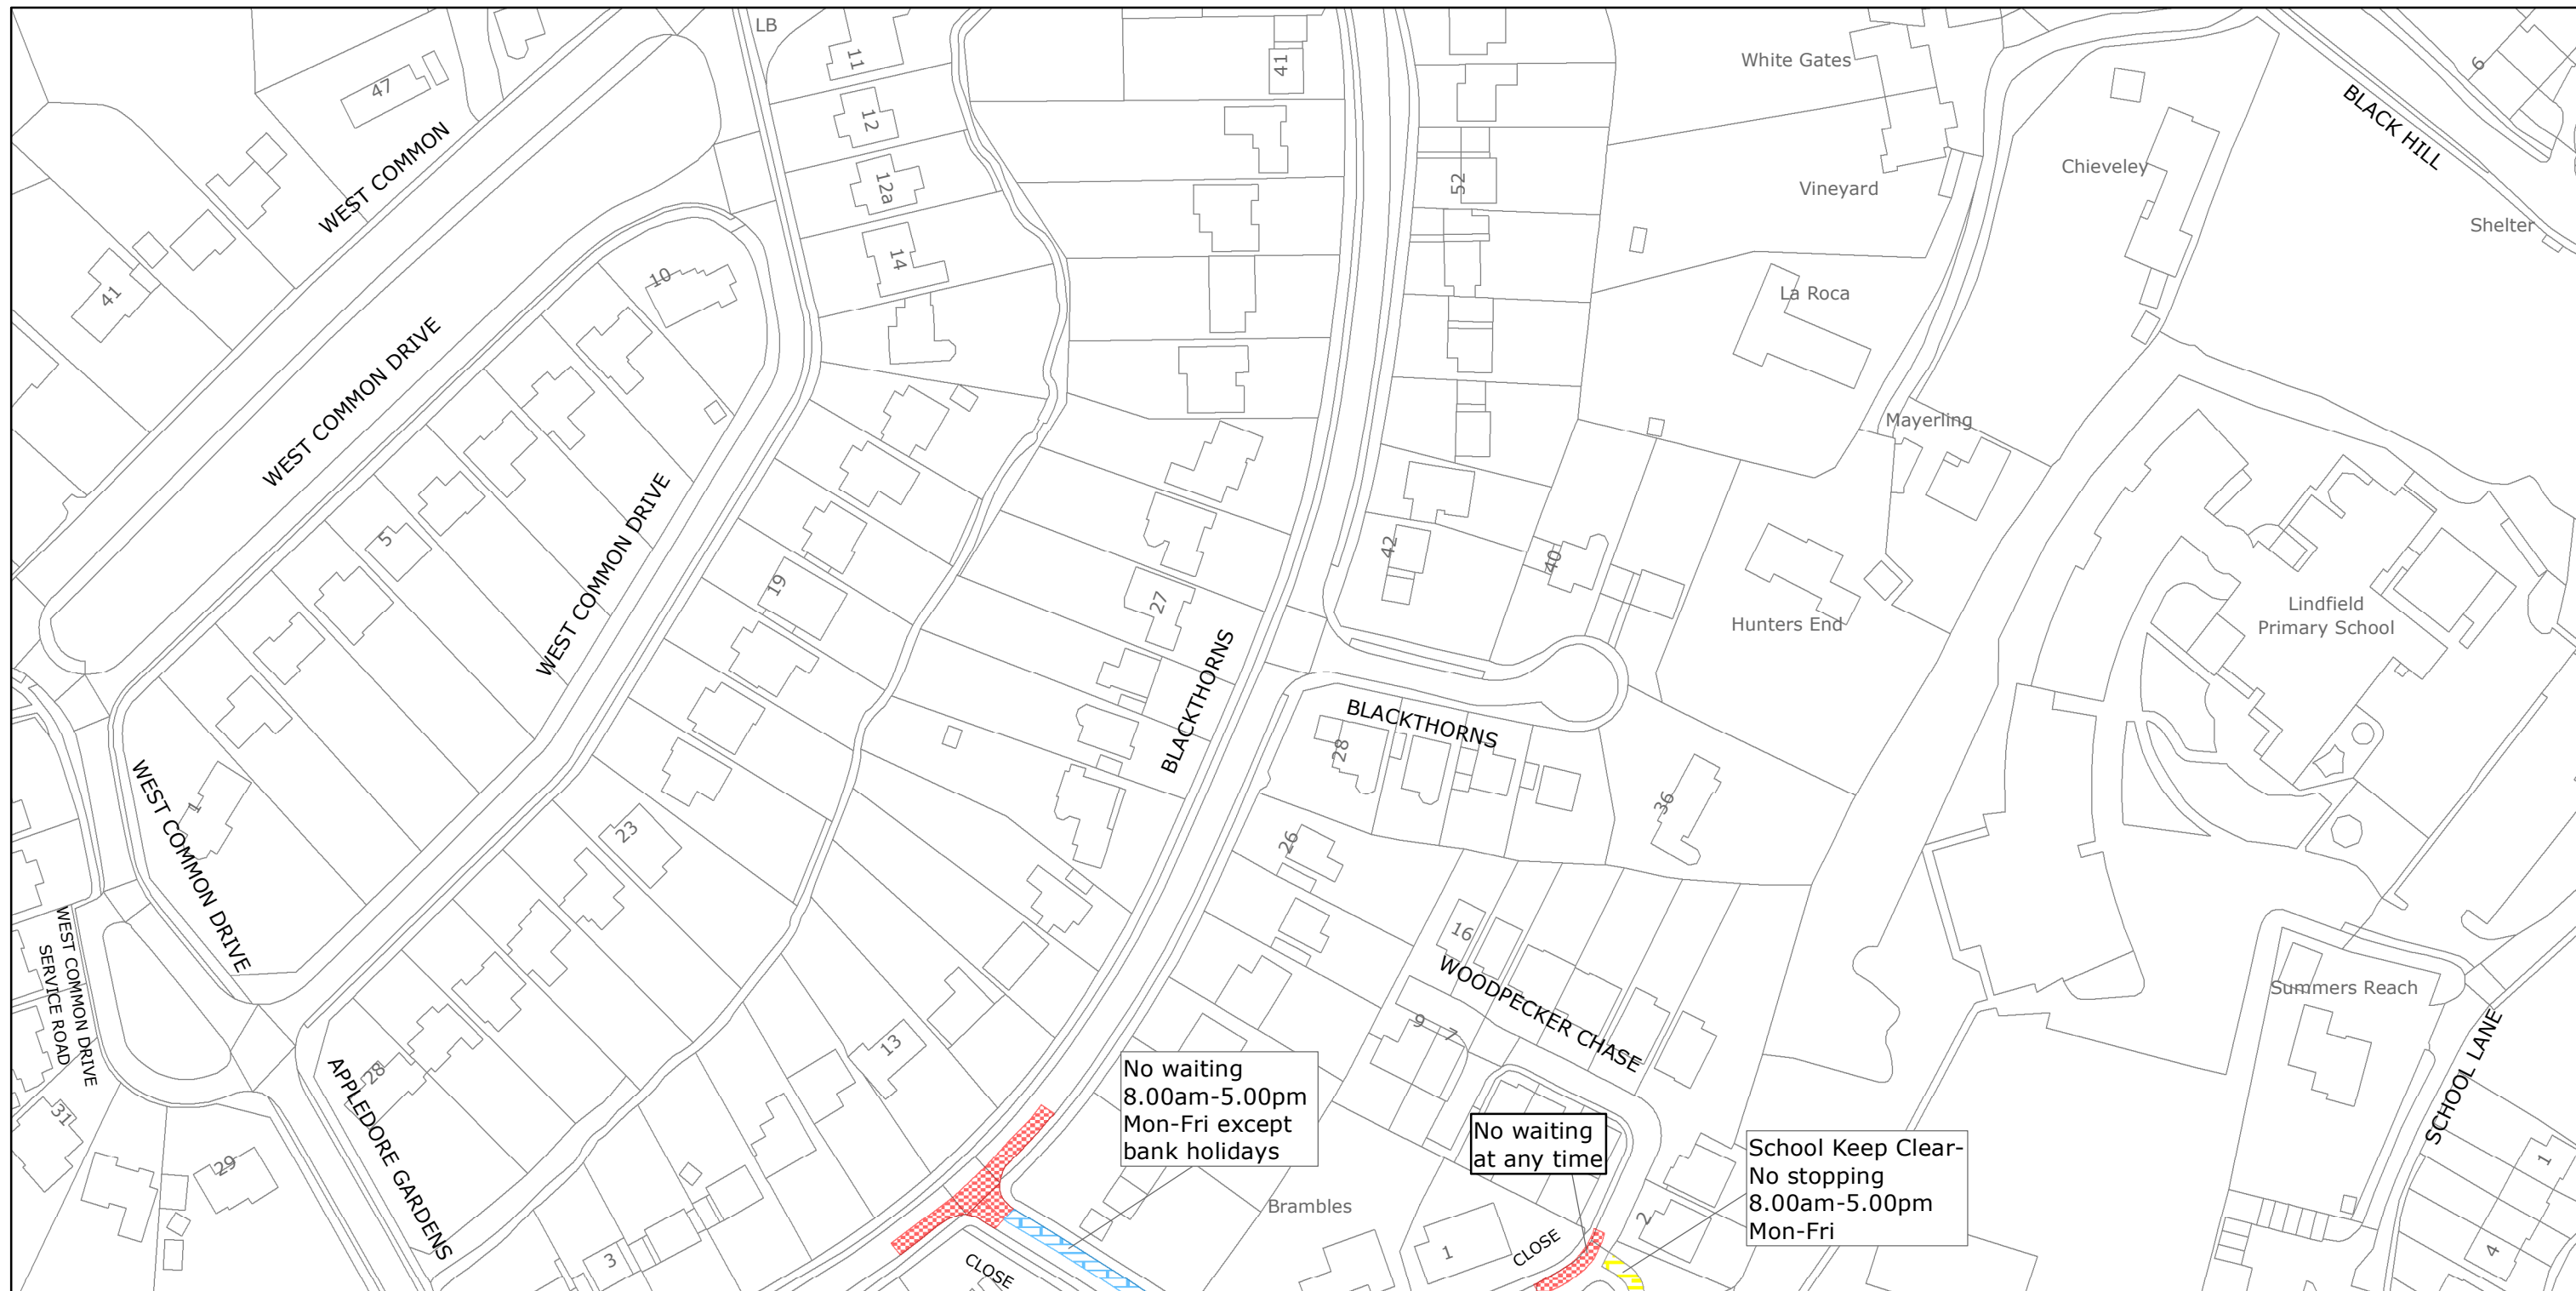 LB
11
41
47
WEST COMMON
12
12a
14
52
White Gates
Vineyard
Chieveley
BLACK HILL
6
Shelter
41
10
WEST COMMON DRIVE
La Roca
Mayerling
5
WEST COMMON DRIVE
19
27
42
40
Hunters End
Lindfield
Primary School
BLACKTHORNS
BLACKTHORNS
28
36
26
1
WEST COMMON DRIVE
23
16
WOODPECKER CHASE
9
7
WEST COMMON DRIVE
SERVICE ROAD
Summers Reach
SCHOOL LANE
28
APPLEDORE GARDENS
13
31
29
3
No waiting
8.00am-5.00pm
Mon-Fri except
bank holidays
No waiting
at any time
School Keep Clear-
No stopping
8.00am-5.00pm
Mon-Fri
Brambles
CLOSE
1
CLOSE
2
1
4